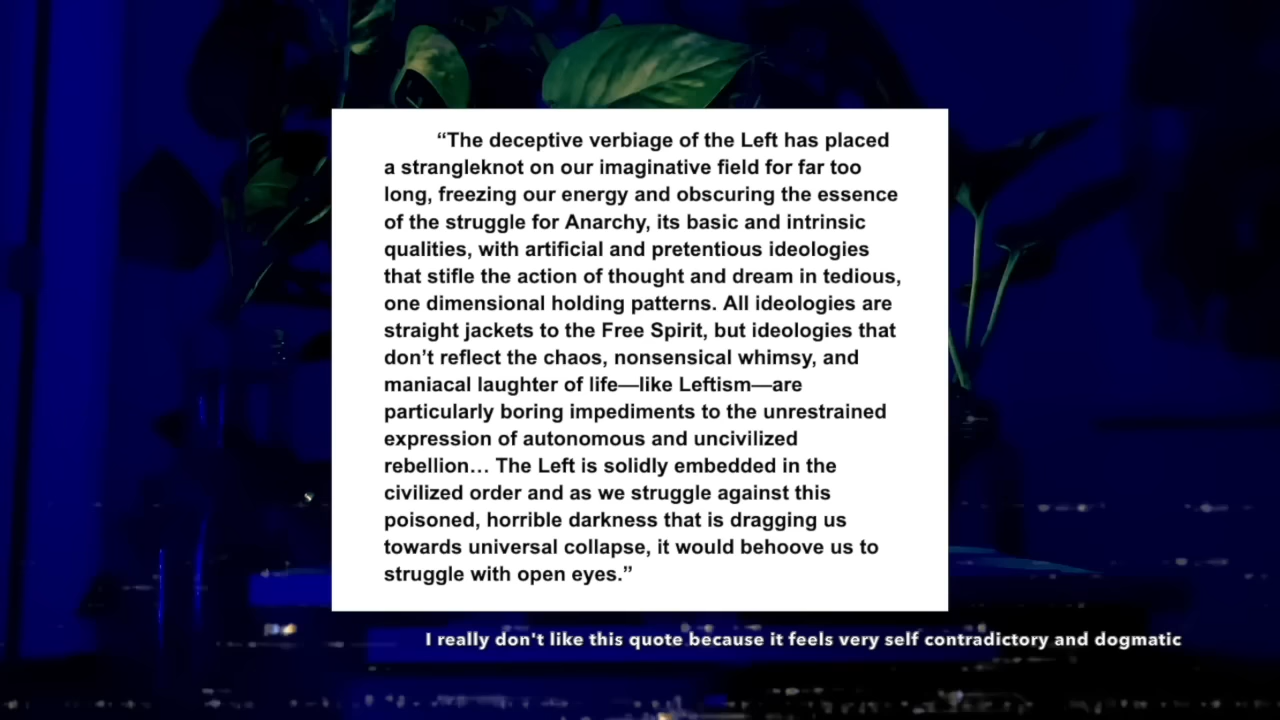 “The deceptive verbiage of the Left has placed
a strangleknot on our imaginative field for far too
long, freezing our energy and obscuring the essence
of the struggle for Anarchy, its basic and intrinsic
qualities, with artificial and pretentious ideologies
that stifle the action of thought and dream in tedious,
one dimensional holding patterns. All ideologies are
straight jackets to the Free Spirit, but ideologies that
don’t reflect the chaos, nonsensical whimsy, and
maniacal laughter of life—like Leftism—are
particularly boring impediments to the unrestrained
expression of autonomous and uncivilized
rebellion… The Left is solidly embedded in the
civilized order and as we struggle against this
poisoned, horrible darkness that is dragging us
towards universal collapse, it would behoove us to
struggle with open eyes.”
I really don't like this quote because it feels very self contradictory and dogmatic